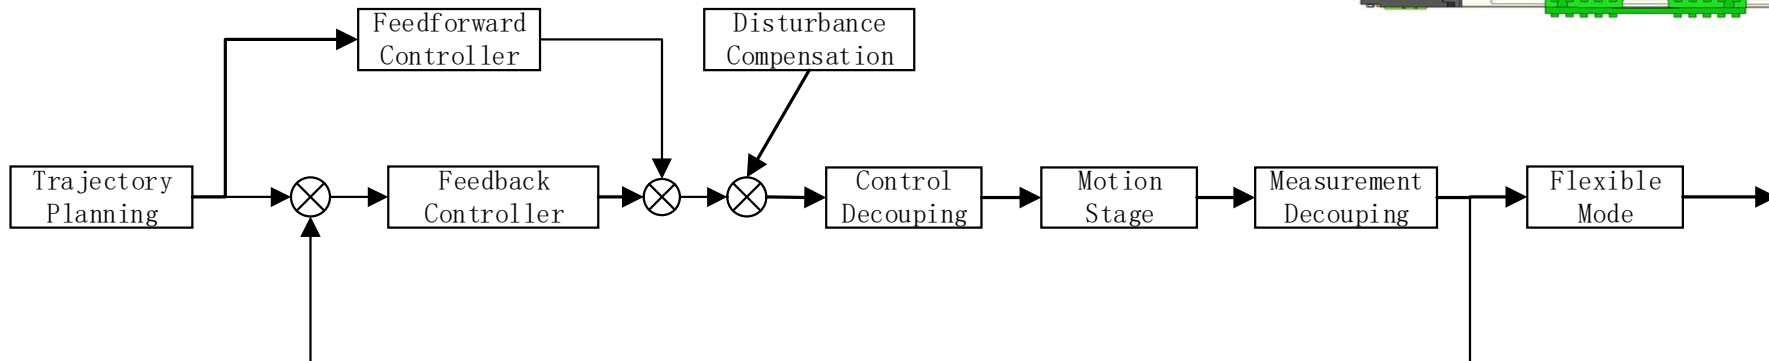 Feedforward
Controller
Disturbance
Compensation
Trajectory
Planning
Feedback
Controller
Control
Decouping
Motion
Stage
Measurement
Decouping
Flexible
Mode